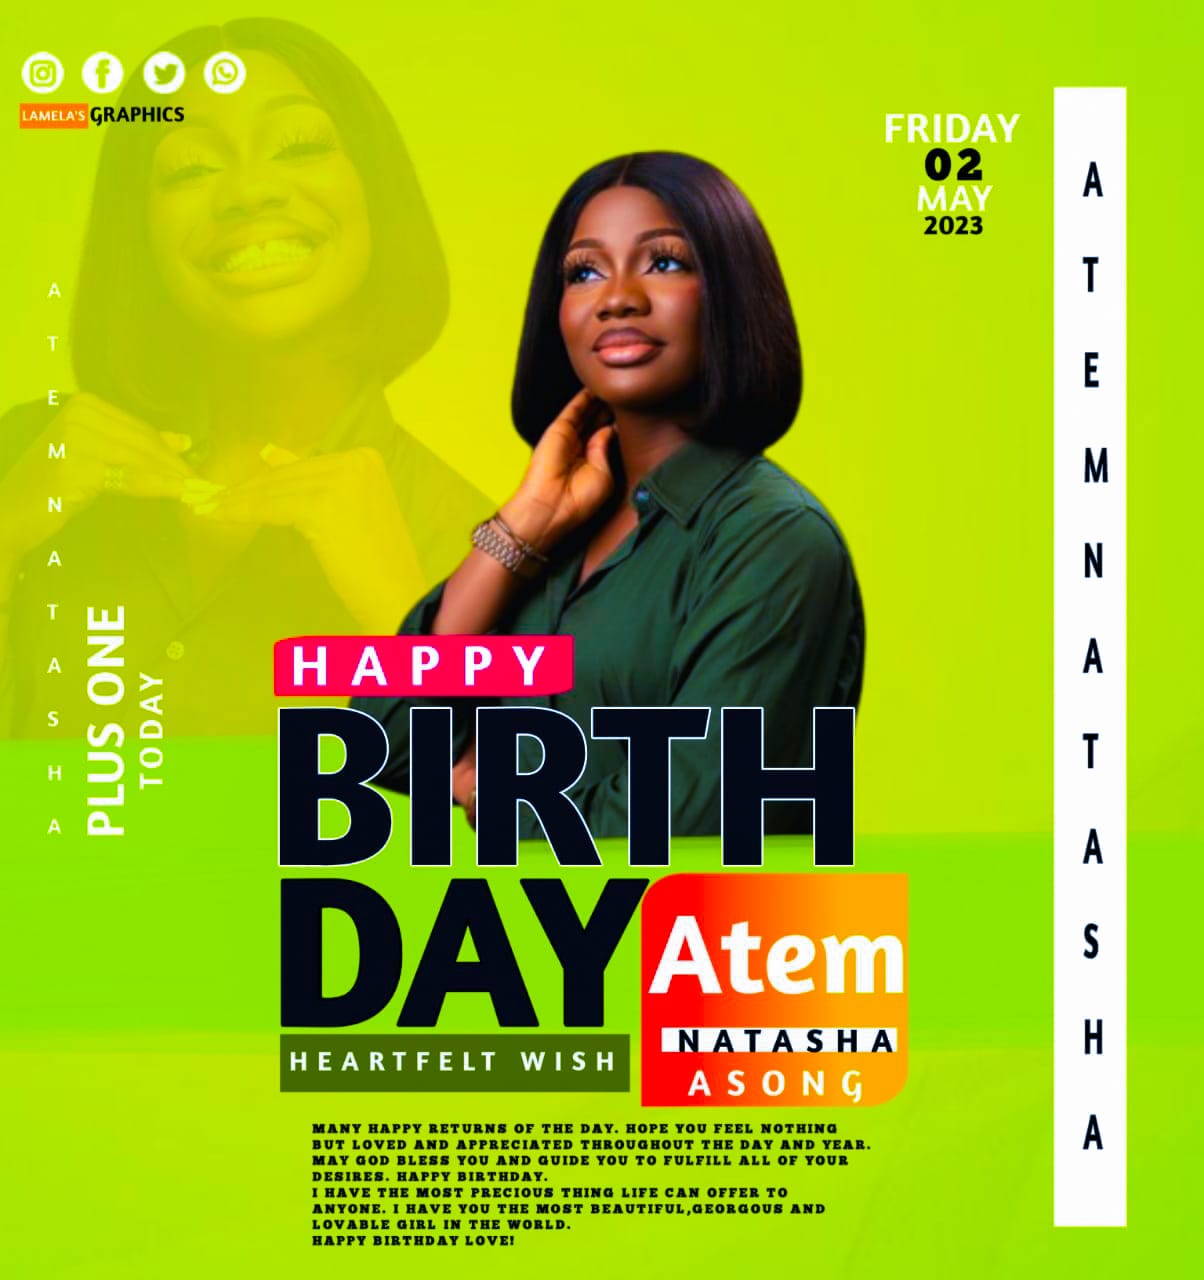 LAMELA'S GRAPHICS
FRIDAY
02
MAY
2023
ATEMNATASHA
ATEMNATASHA
PLUS ONE
TODAY
HAPPY
BIRTH
DAY
Atem
NATASHA
ASONG
HEARTFELT WISH
MANY HAPPY RETURNS OF THE DAY. HOPE YOU FEEL NOTHING
BUT LOVED AND APPRECIATED THROUGHOUT THE DAY AND YEAR.
MAY GOD BLESS YOU AND GUIDE YOU TO FULFILL ALL OF YOUR
DESIRES. HAPPY BIRTHDAY.
I HAVE THE MOST PRECIOUS THING LIFE CAN OFFER TO
ANYONE. I HAVE YOU THE MOST BEAUTIFUL,GEORGOUS AND
LOVABLE GIRL IN THE WORLD.
HAPPY BIRTHDAY LOVE!